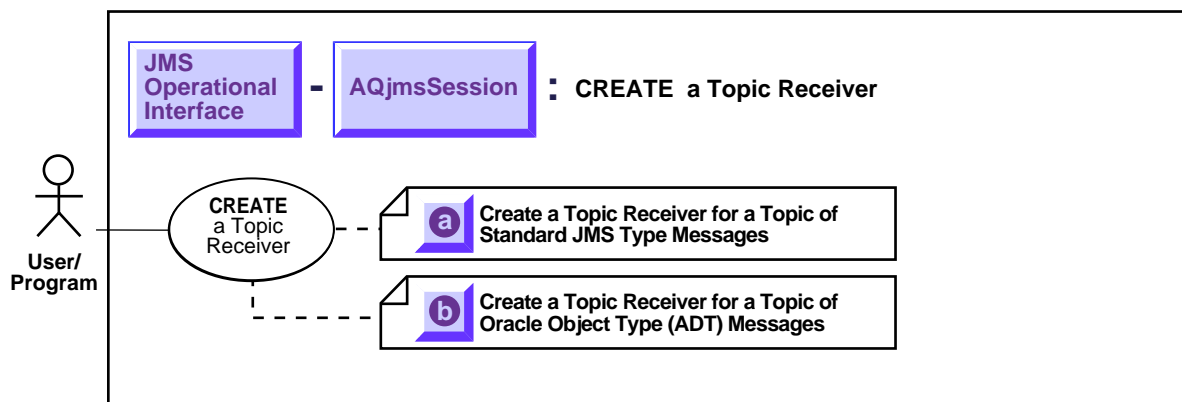 JMS
Operational
Interface
-
AQjmsSession
: CREATE a Topic Receiver
User/
Program
CREATE
a Topic
Receiver
a
Create a Topic Receiver for a Topic of
Standard JMS Type Messages
b
Create a Topic Receiver for a Topic of
Oracle Object Type (ADT) Messages